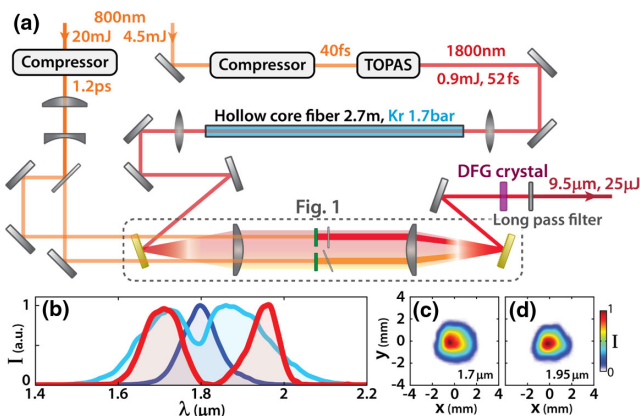 (a)
800nm
20mJ
4.5mJ
Compressor
1.2ps
Compressor
40fs
TOPAS
1800nm
0.9mJ, 52fs
Hollow core fiber 2.7m, Kr 1.7bar
DFG crystal
9.5μm, 25μJ
Long pass filter
Fig. 1
(b)
I (a.u.)
1
0
1.4
1.6
1.8
2
2.2
λ (μm)
(c)
y (mm)
4
2
0
-2
-4
-4 -2 0 2 4
x (mm)
1.7μm
(d)
-4 -2 0 2 4
x (mm)
1.95μm
1
I
0